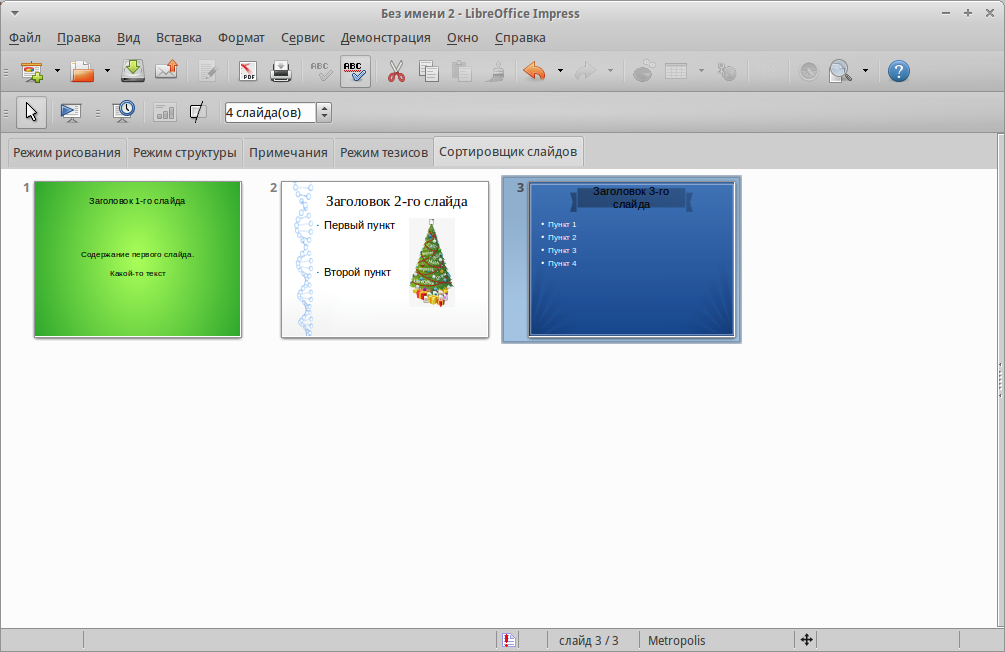 Без имени 2 - LibreOffice Impress
Файл Правка Вид Вставка Формат Сервис Демонстрация Окно Справка
PDF ABC ABC ?
4 слайда(ов)
Режим рисования Режим структуры Примечания Режим тезисов Сортировщик слайдов
1
Заголовок 1-го слайда
Содержание первого слайда.
Какой-то текст
2
Заголовок 2-го слайда
· Первый пункт
· Второй пункт
3
Заголовок 3-го
слайда
• Пункт 1
• Пункт 2
• Пункт 3
• Пункт 4
слайд 3 / 3 Metropolis